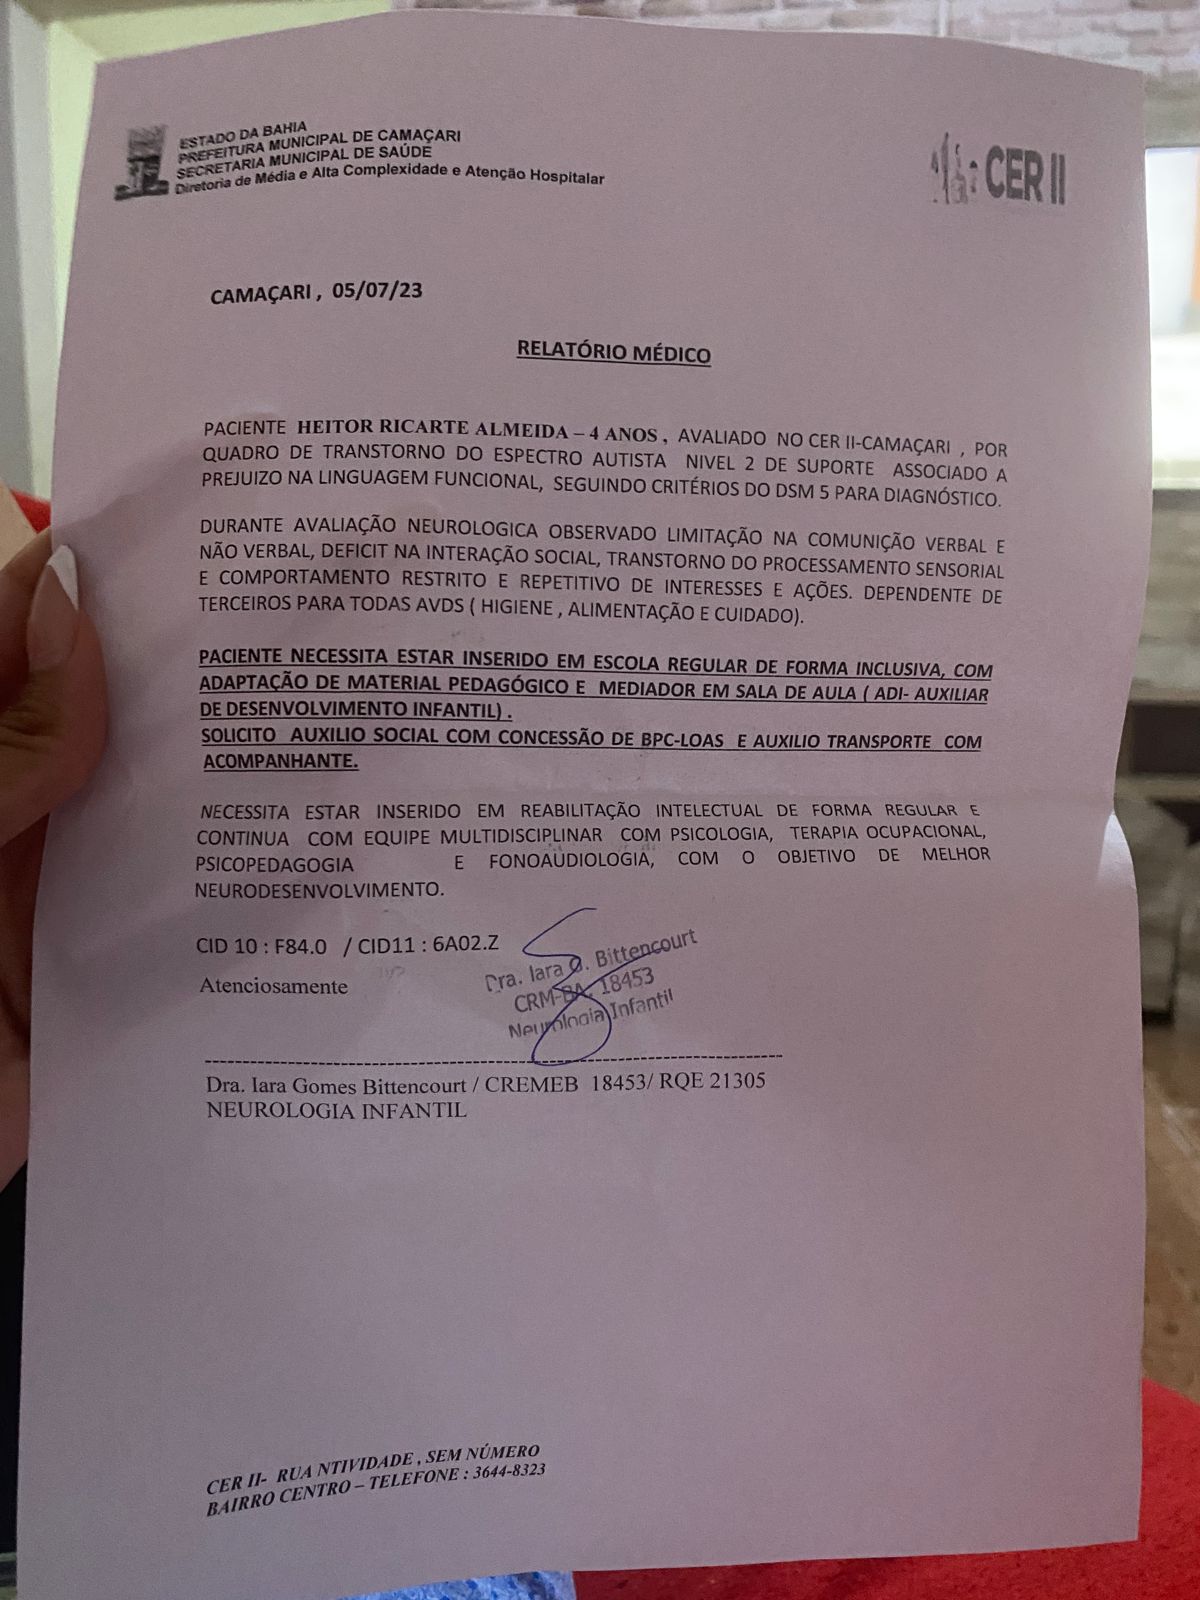 ESTADO DA BAHIA
PREFEITURA MUNICIPAL DE CAMAÇARI
SECRETARIA MUNICIPAL DE SAÚDE
Diretoria de Média e Alta Complexidade e Atenção Hospitalar
CER II
CAMAÇARI , 05/07/23
RELATÓRIO MÉDICO
PACIENTE HEITOR RICARTE ALMEIDA – 4 ANOS , AVALIADO NO CER II-CAMAÇARI , POR
QUADRO DE TRANSTORNO DO ESPECTRO AUTISTA NIVEL 2 DE SUPORTE ASSOCIADO A
PREJUIZO NA LINGUAGEM FUNCIONAL, SEGUINDO CRITÉRIOS DO DSM 5 PARA DIAGNÓSTICO.
DURANTE AVALIAÇÃO NEUROLOGICA OBSERVADO LIMITAÇÃO NA COMUNIÇÃO VERBAL E
NÃO VERBAL, DEFICIT NA INTERAÇÃO SOCIAL, TRANSTORNO DO PROCESSAMENTO SENSORIAL
E COMPORTAMENTO RESTRITO E REPETITIVO DE INTERESSES E AÇÕES. DEPENDENTE DE
TERCEIROS PARA TODAS AVDS ( HIGIENE , ALIMENTAÇÃO E CUIDADO).
PACIENTE NECESSITA ESTAR INSERIDO EM ESCOLA REGULAR DE FORMA INCLUSIVA, COM
ADAPTAÇÃO DE MATERIAL PEDAGÓGICO E MEDIADOR EM SALA DE AULA ( ADI- AUXILIAR
DE DESENVOLVIMENTO INFANTIL) .
SOLICITO AUXILIO SOCIAL COM CONCESSÃO DE BPC-LOAS E AUXILIO TRANSPORTE COM
ACOMPANHANTE.
NECESSITA ESTAR INSERIDO EM REABILITAÇÃO INTELECTUAL DE FORMA REGULAR E
CONTINUA COM EQUIPE MULTIDISCIPLINAR COM PSICOLOGIA, TERAPIA OCUPACIONAL,
PSICOPEDAGOGIA E FONOAUDIOLOGIA, COM O OBJETIVO DE MELHOR
NEURODESENVOLVIMENTO.
CID 10 : F84.0 / CID11 : 6A02.Z
Dra. Iara G. Bittencourt
CRM-BA, 18453
Neurologia Infantil
Atenciosamente
Dra. Iara Gomes Bittencourt / CREMEB 18453/ RQE 21305
NEUROLOGIA INFANTIL
CER II- RUA NTIVIDADE , SEM NÚMERO
BAIRRO CENTRO – TELEFONE : 3644-8323